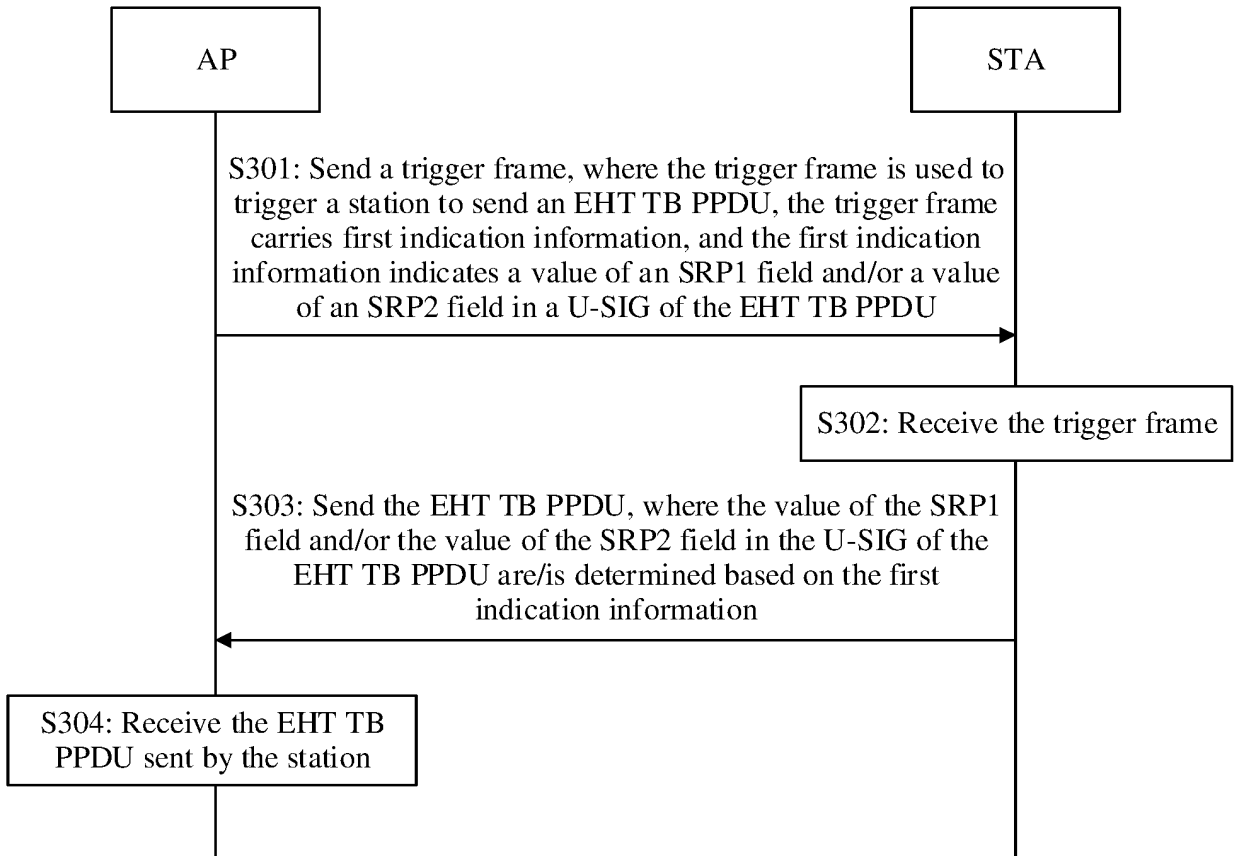 AP
STA
S301: Send a trigger frame, where the trigger frame is used to
trigger a station to send an EHT TB PPDU, the trigger frame
carries first indication information, and the first indication
information indicates a value of an SRP1 field and/or a value
of an SRP2 field in a U-SIG of the EHT TB PPDU
S302: Receive the trigger frame
S303: Send the EHT TB PPDU, where the value of the SRP1
field and/or the value of the SRP2 field in the U-SIG of the
EHT TB PPDU are/is determined based on the first
indication information
S304: Receive the EHT TB
PPDU sent by the station